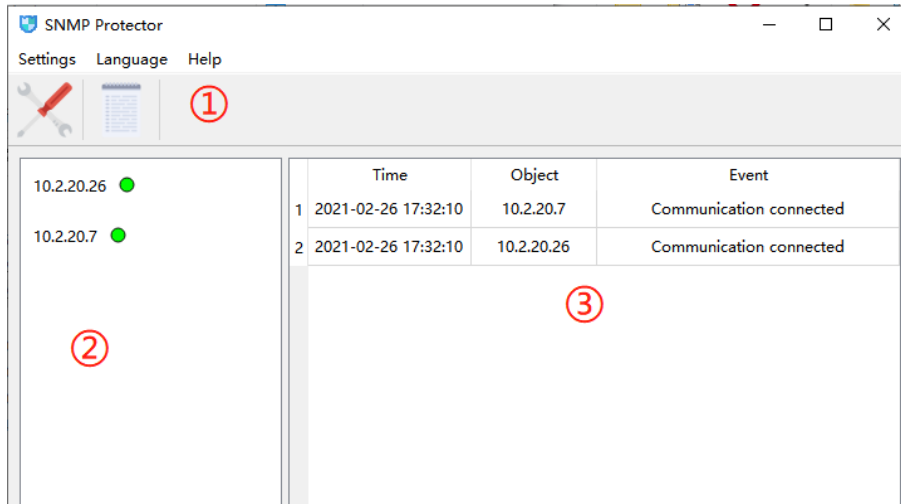 SNMP Protector
Settings Language Help
①
10.2.20.26
10.2.20.7
②
Time Object Event
1 2021-02-26 17:32:10 10.2.20.7 Communication connected
2 2021-02-26 17:32:10 10.2.20.26 Communication connected
③